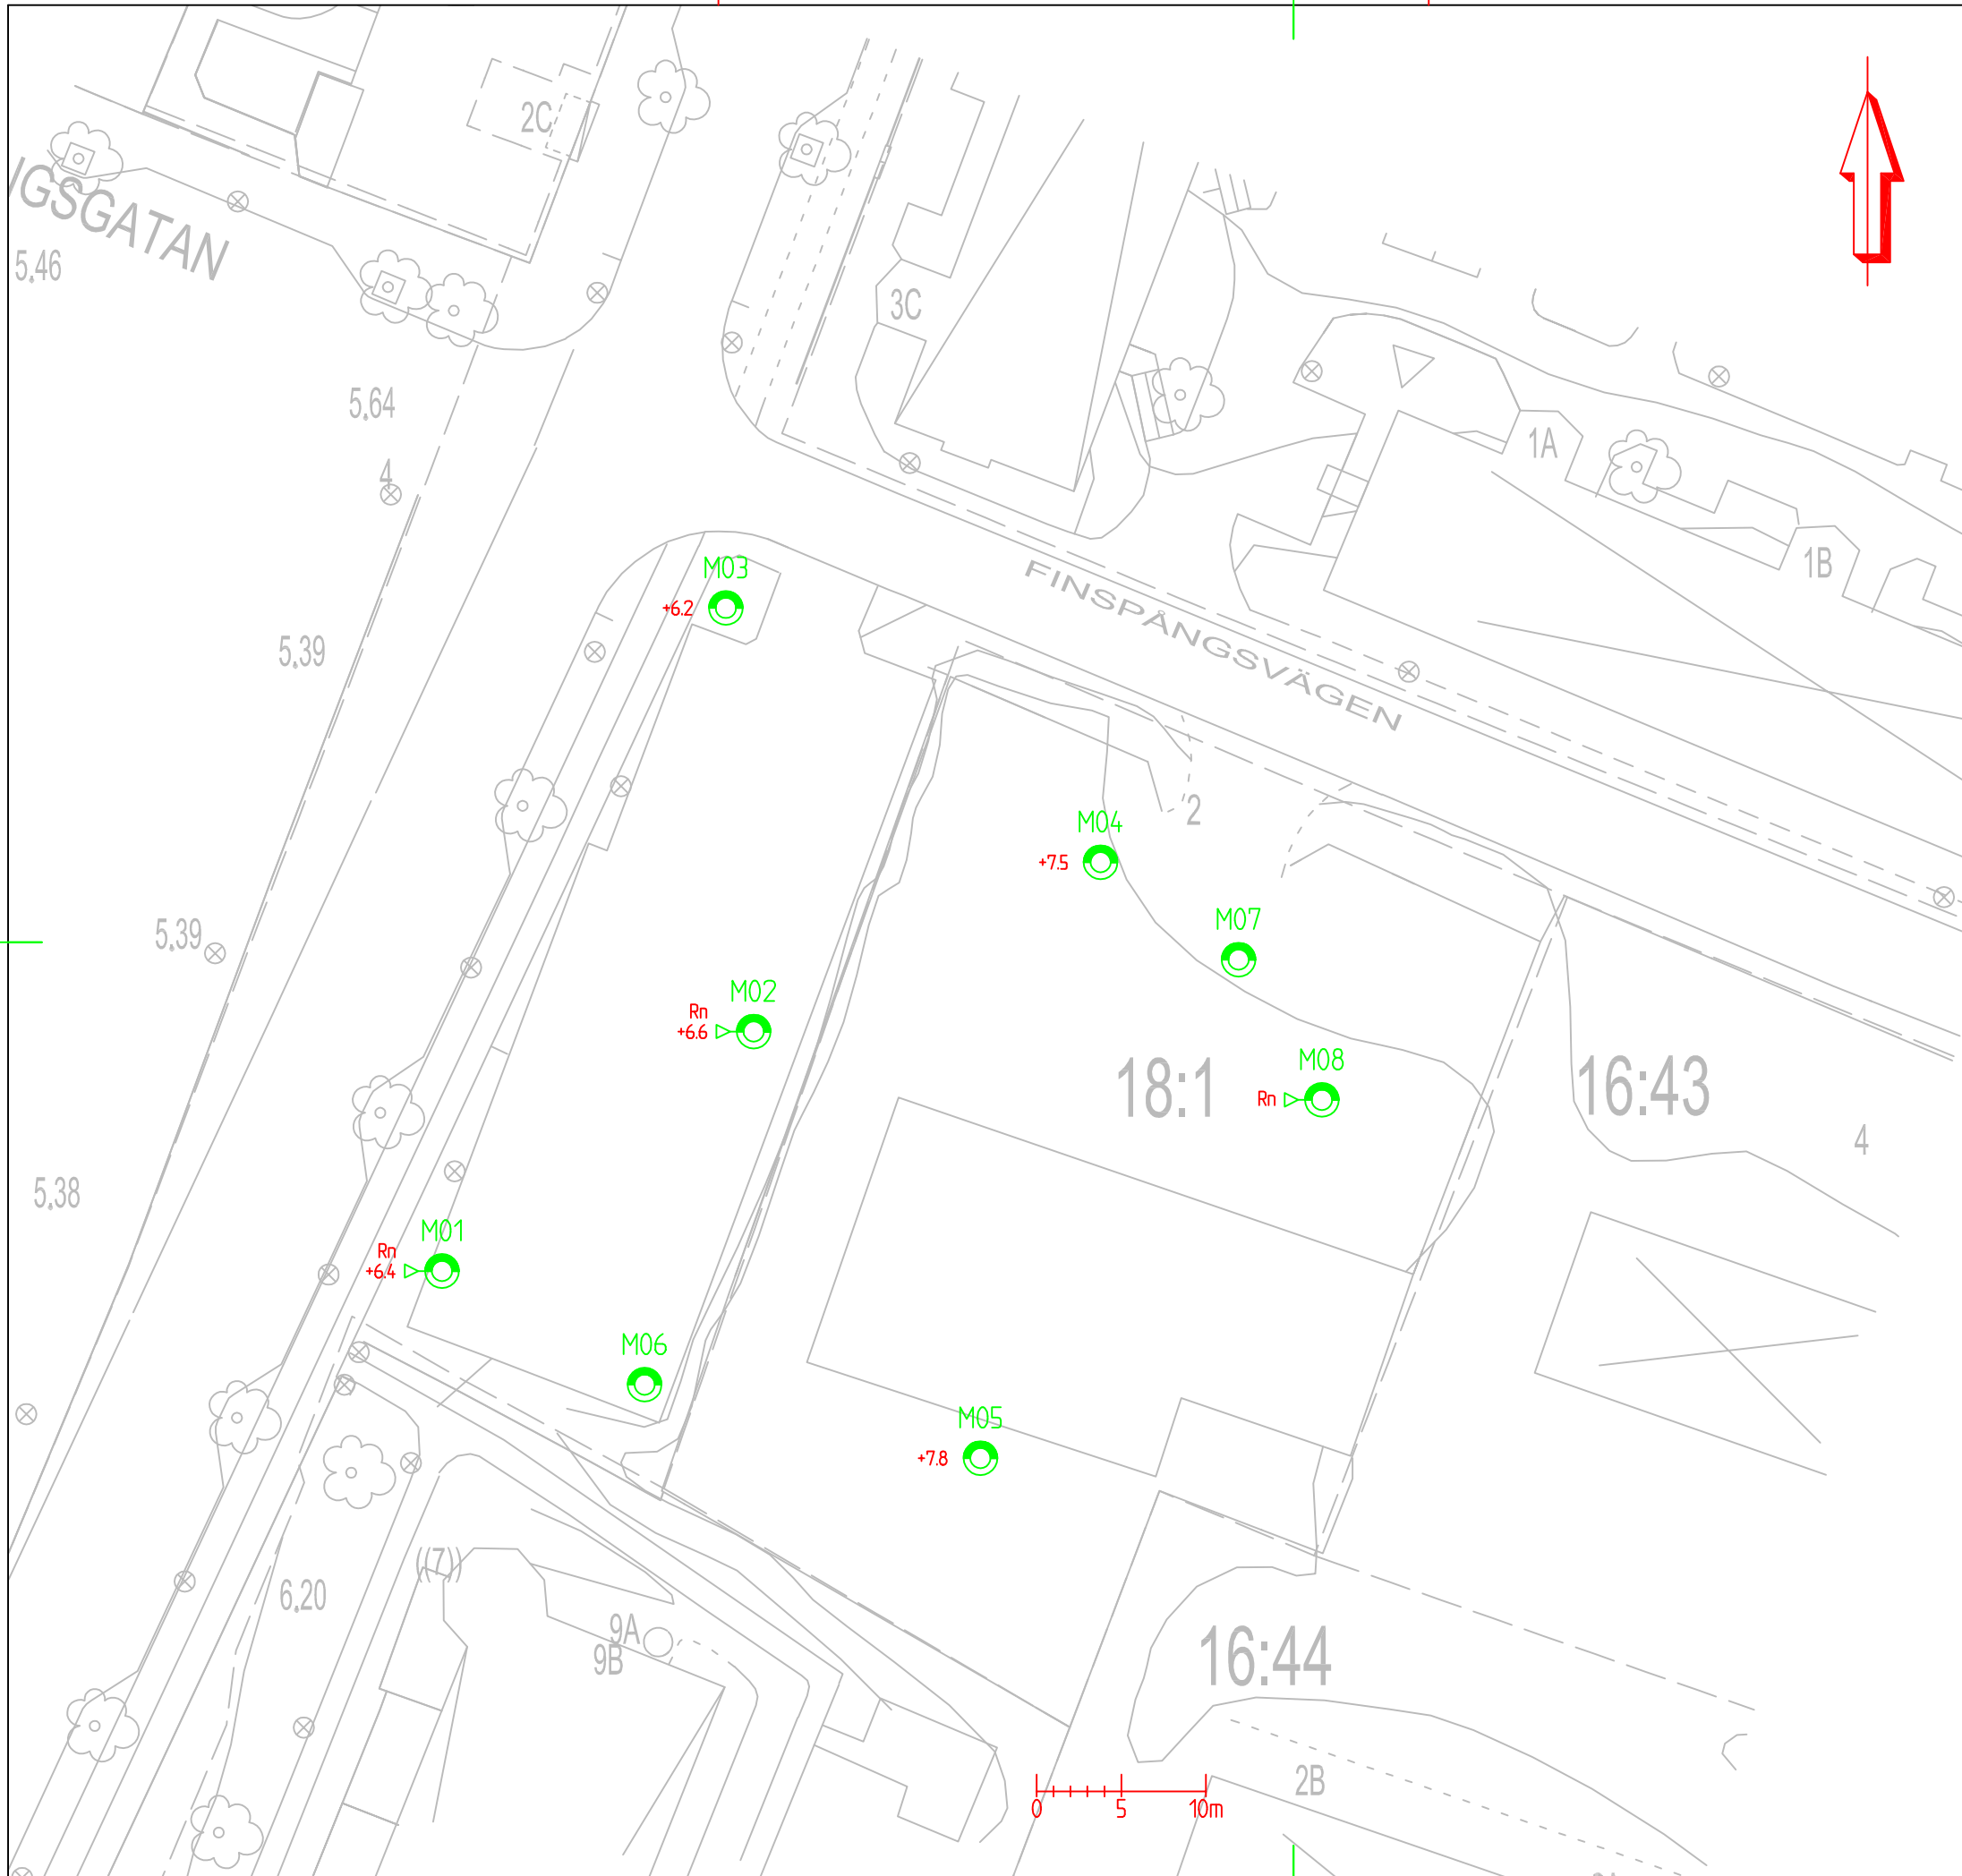 2C
NGSGATAN
5.46
3C
5.64
4
1A
1B
M03
+6.2
FINSPÅNGSVÄGEN
5.39
2
M04
+7.5
M07
5.39
M02
Rn
+6.6
18:1
M08
Rn
16:43
4
5.38
M01
Rn
+6.4
M06
M05
+7.8
((7))
6.20
9A
9B
16:44
2B
0 5 10m